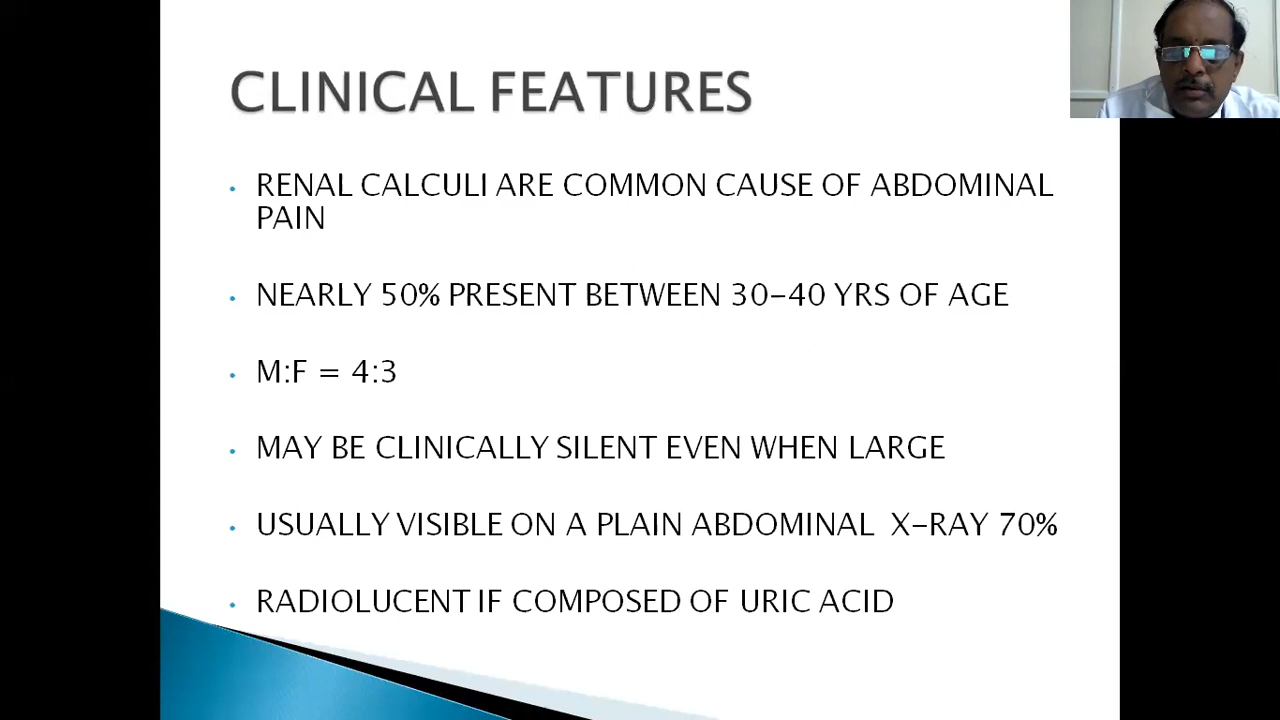 CLINICAL FEATURES
• RENAL CALCULI ARE COMMON CAUSE OF ABDOMINAL
PAIN
• NEARLY 50% PRESENT BETWEEN 30-40 YRS OF AGE
• M:F = 4:3
• MAY BE CLINICALLY SILENT EVEN WHEN LARGE
• USUALLY VISIBLE ON A PLAIN ABDOMINAL X-RAY 70%
• RADIOLUCENT IF COMPOSED OF URIC ACID